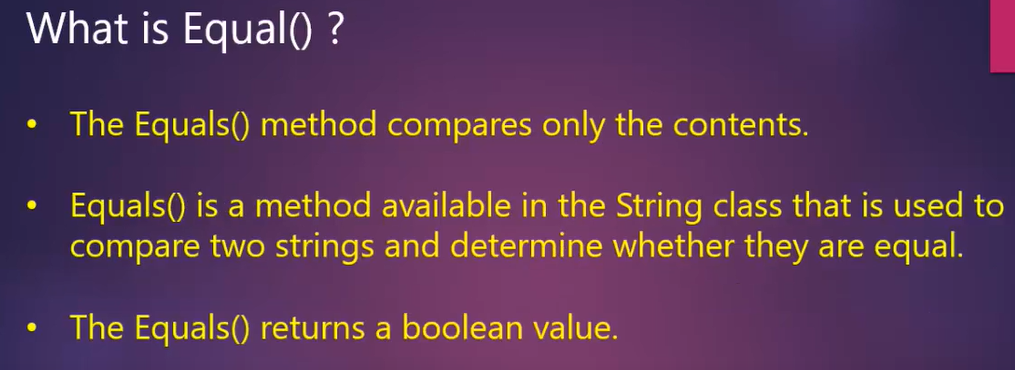 What is Equal() ?
• The Equals() method compares only the contents.
• Equals() is a method available in the String class that is used to
compare two strings and determine whether they are equal.
• The Equals() returns a boolean value.